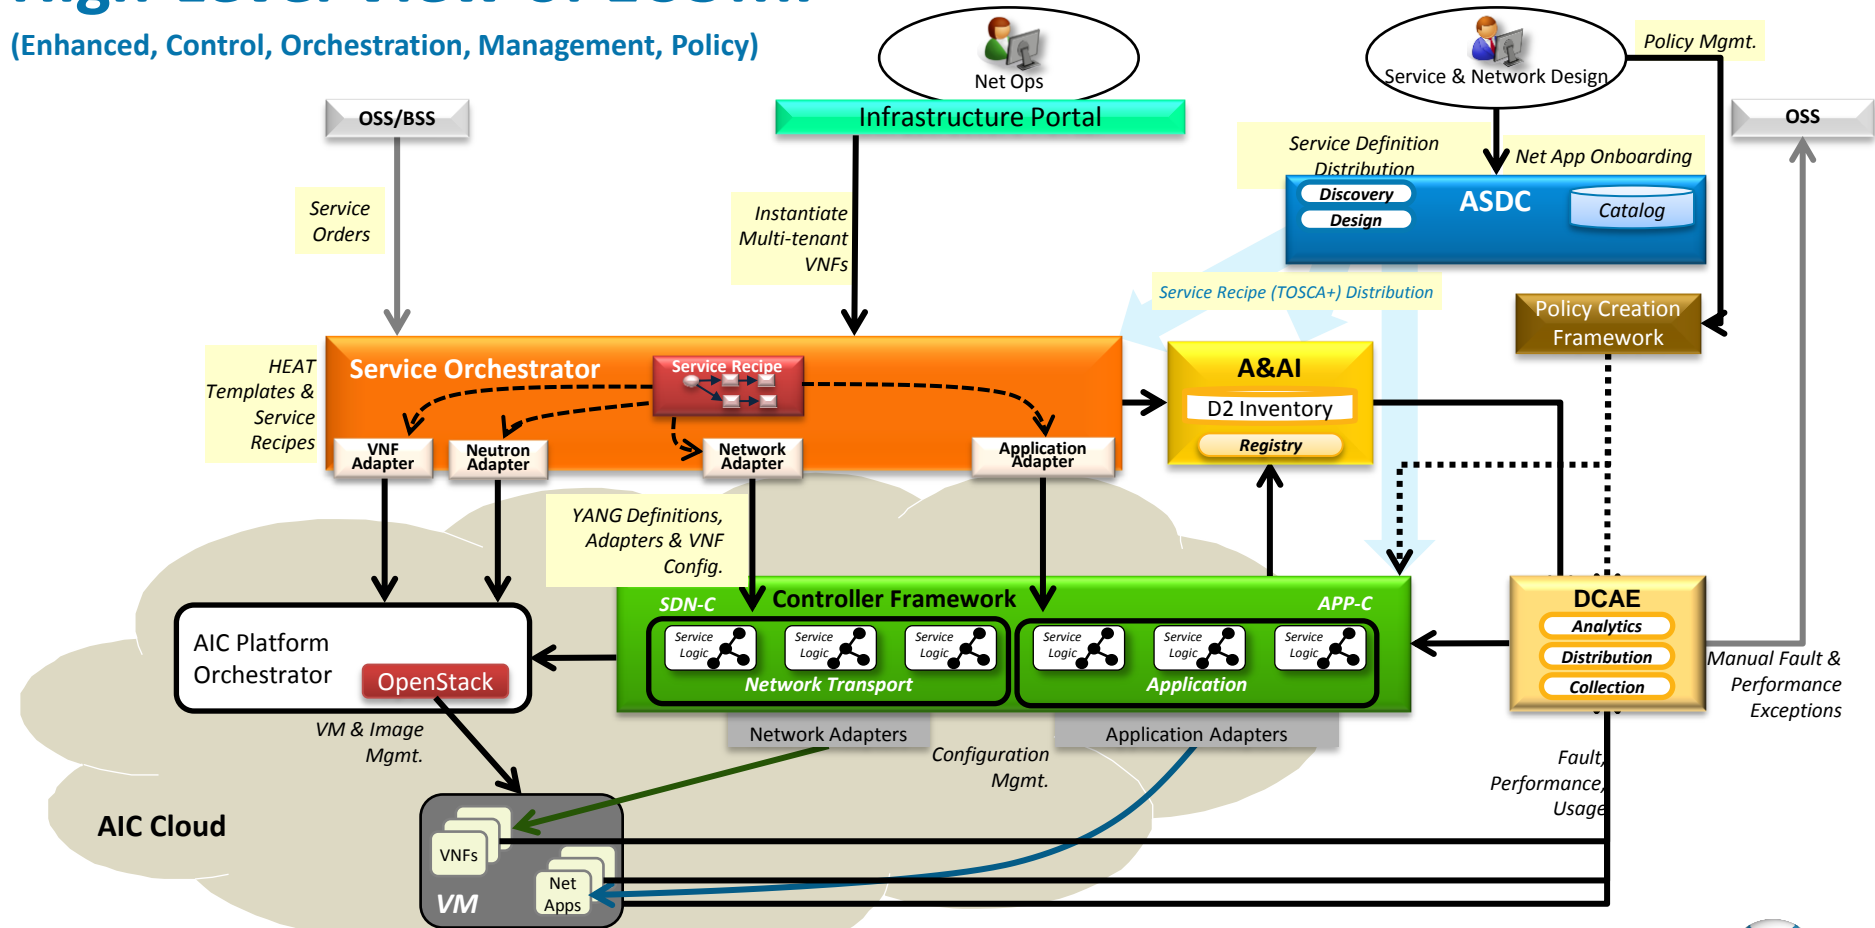 (Enhanced, Control, Orchestration, Management, Policy)
Net Ops
Service & Network Design
Policy Mgmt.
OSS/BSS
Infrastructure Portal
OSS
Service Definition
Distribution
Net App Onboarding
Discovery
Design
ASDC
Catalog
Service
Orders
Instantiate
Multi-tenant
VNFs
Service Recipe (TOSCA+) Distribution
Policy Creation
Framework
HEAT
Templates &
Service
Recipes
Service Orchestrator
Service Recipe
A&AI
D2 Inventory
Registry
VNF
Adapter
Neutron
Adapter
Network
Adapter
Application
Adapter
YANG Definitions,
Adapters & VNF
Config.
SDN-C
Controller Framework
APP-C
Service
Logic
Service
Logic
Service
Logic
Service
Logic
Service
Logic
Service
Logic
Network Transport
Application
DCAE
Analytics
Distribution
Collection
AIC Platform
Orchestrator
OpenStack
Manual Fault &
Performance
Exceptions
VM & Image
Mgmt.
Network Adapters
Application Adapters
Configuration
Mgmt.
Fault,
Performance,
Usage
AIC Cloud
VNFs
Net
Apps
VM